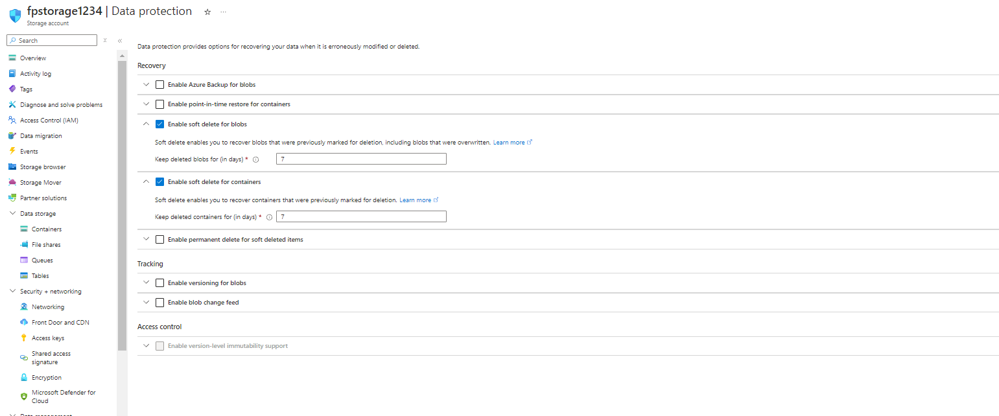 fpstorage1234 | Data protection ☆ ...
Storage account
Search
Overview
Activity log
Tags
Diagnose and solve problems
Access Control (IAM)
Data migration
Events
Storage browser
Storage Mover
Partner solutions
Data storage
Containers
File shares
Queues
Tables
Security + networking
Networking
Front Door and CDN
Access keys
Shared access
signature
Encryption
Microsoft Defender for
Cloud
Data management
Data protection provides options for recovering your data when it is erroneously modified or deleted.
Recovery
Enable Azure Backup for blobs
Enable point-in-time restore for containers
Enable soft delete for blobs
Soft delete enables you to recover blobs that were previously marked for deletion, including blobs that were overwritten. Learn more
Keep deleted blobs for (in days) * 7
Enable soft delete for containers
Soft delete enables you to recover containers that were previously marked for deletion. Learn more
Keep deleted containers for (in days) * 7
Enable permanent delete for soft deleted items
Tracking
Enable versioning for blobs
Enable blob change feed
Access control
Enable version-level immutability support